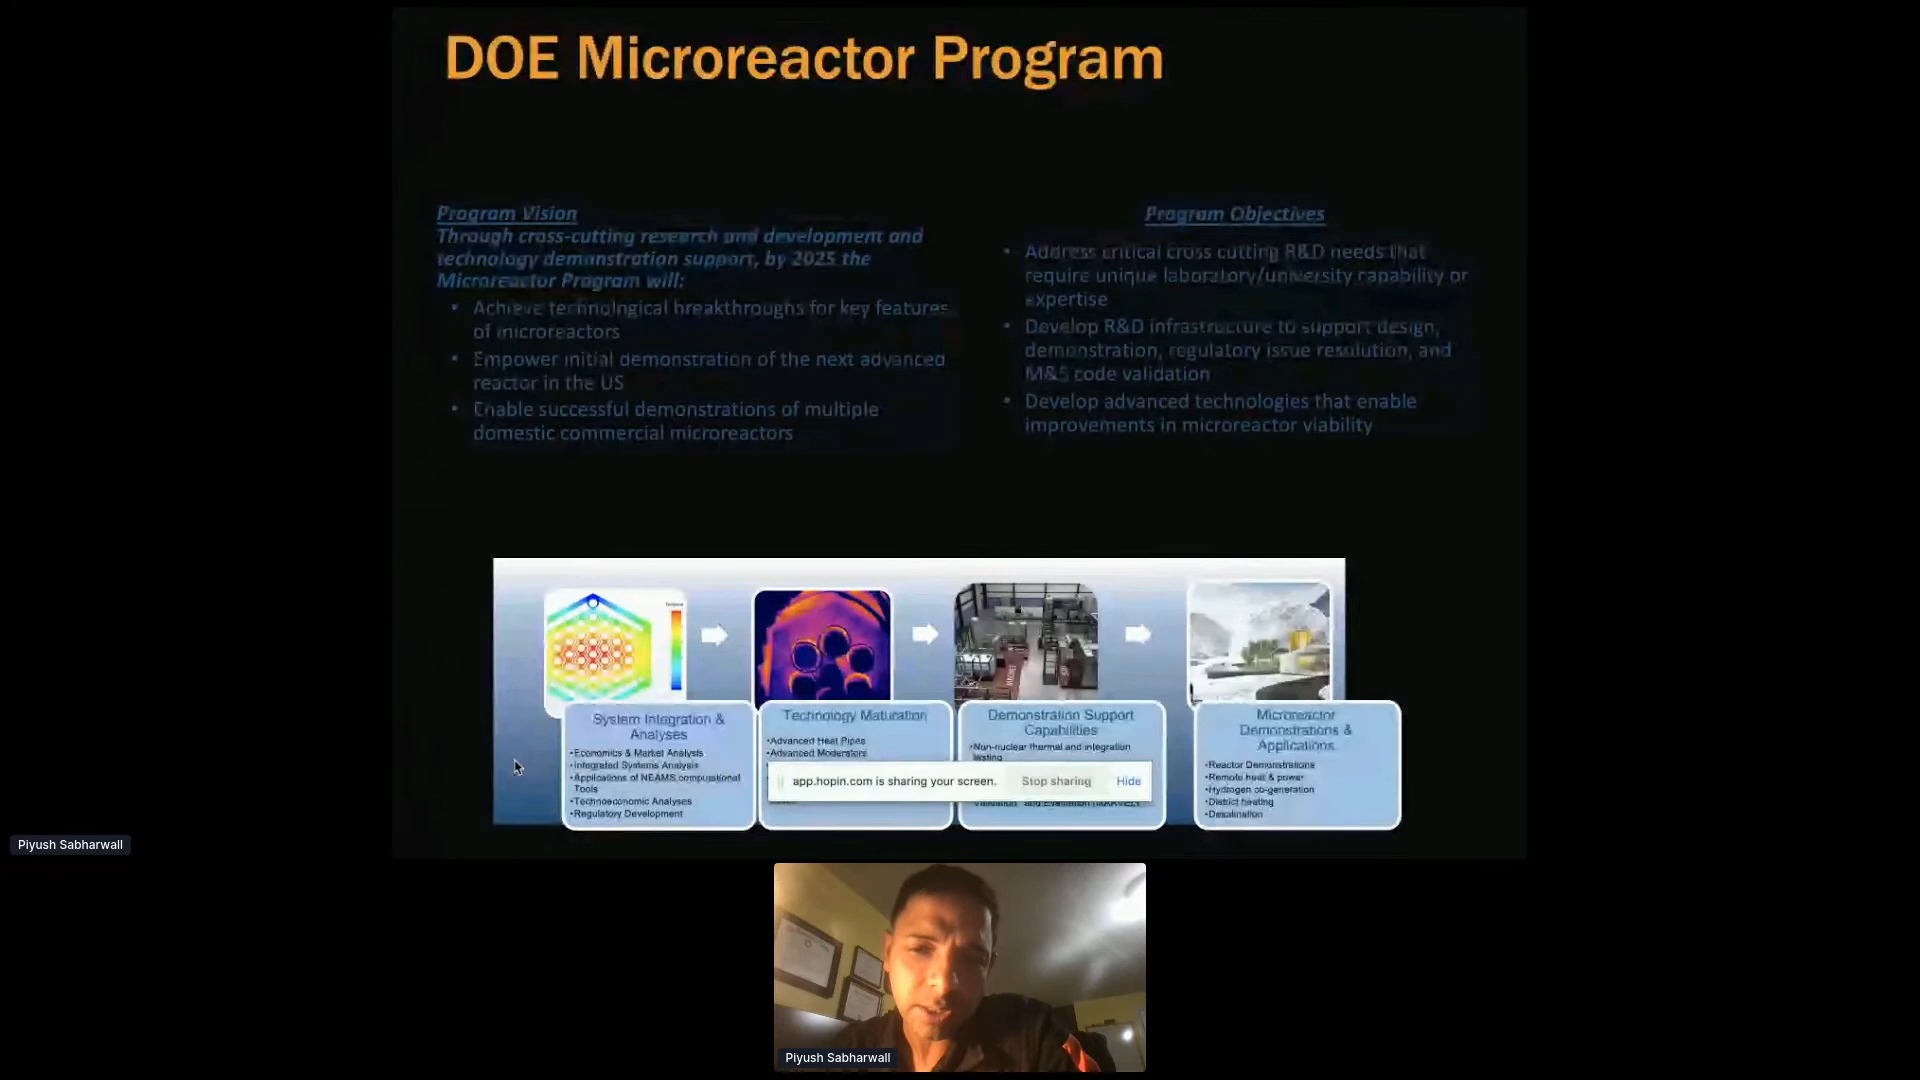 DOE Microreactor Program
Program Vision
Through cross-cutting research and development and
technology demonstration support, by 2025 the
Microreactor Program will:
• Achieve technological breakthroughs for key features
of microreactors
• Empower initial demonstration of the next advanced
reactor in the US
• Enable successful demonstrations of multiple
domestic commercial microreactors
Program Objectives
• Address critical cross cutting R&D needs that
require unique laboratory/university capability or
expertise
• Develop R&D infrastructure to support design,
demonstration, regulatory issue resolution, and
M&S code validation
• Develop advanced technologies that enable
improvements in microreactor viability
System Integration &
Analyses
•Economics & Market Analysis
•Integrated Systems Analysis
•Applications of NEAMS computational
Tools
•Technoeconomic Analyses
•Regulatory Development
Technology Maturation
•Advanced Heat Pipes
•Advanced Moderators
Demonstration Support
Capabilities
•Non-nuclear thermal and integration
testing
Validation and Evaluation (MARVEL)
Microreactor
Demonstrations &
Applications
•Reactor Demonstrations
•Remote heat & power
•Hydrogen co-generation
•District heating
•Desalination
app.hopin.com is sharing your screen.
Stop sharing
Hide
Piyush Sabharwall
Piyush Sabharwall